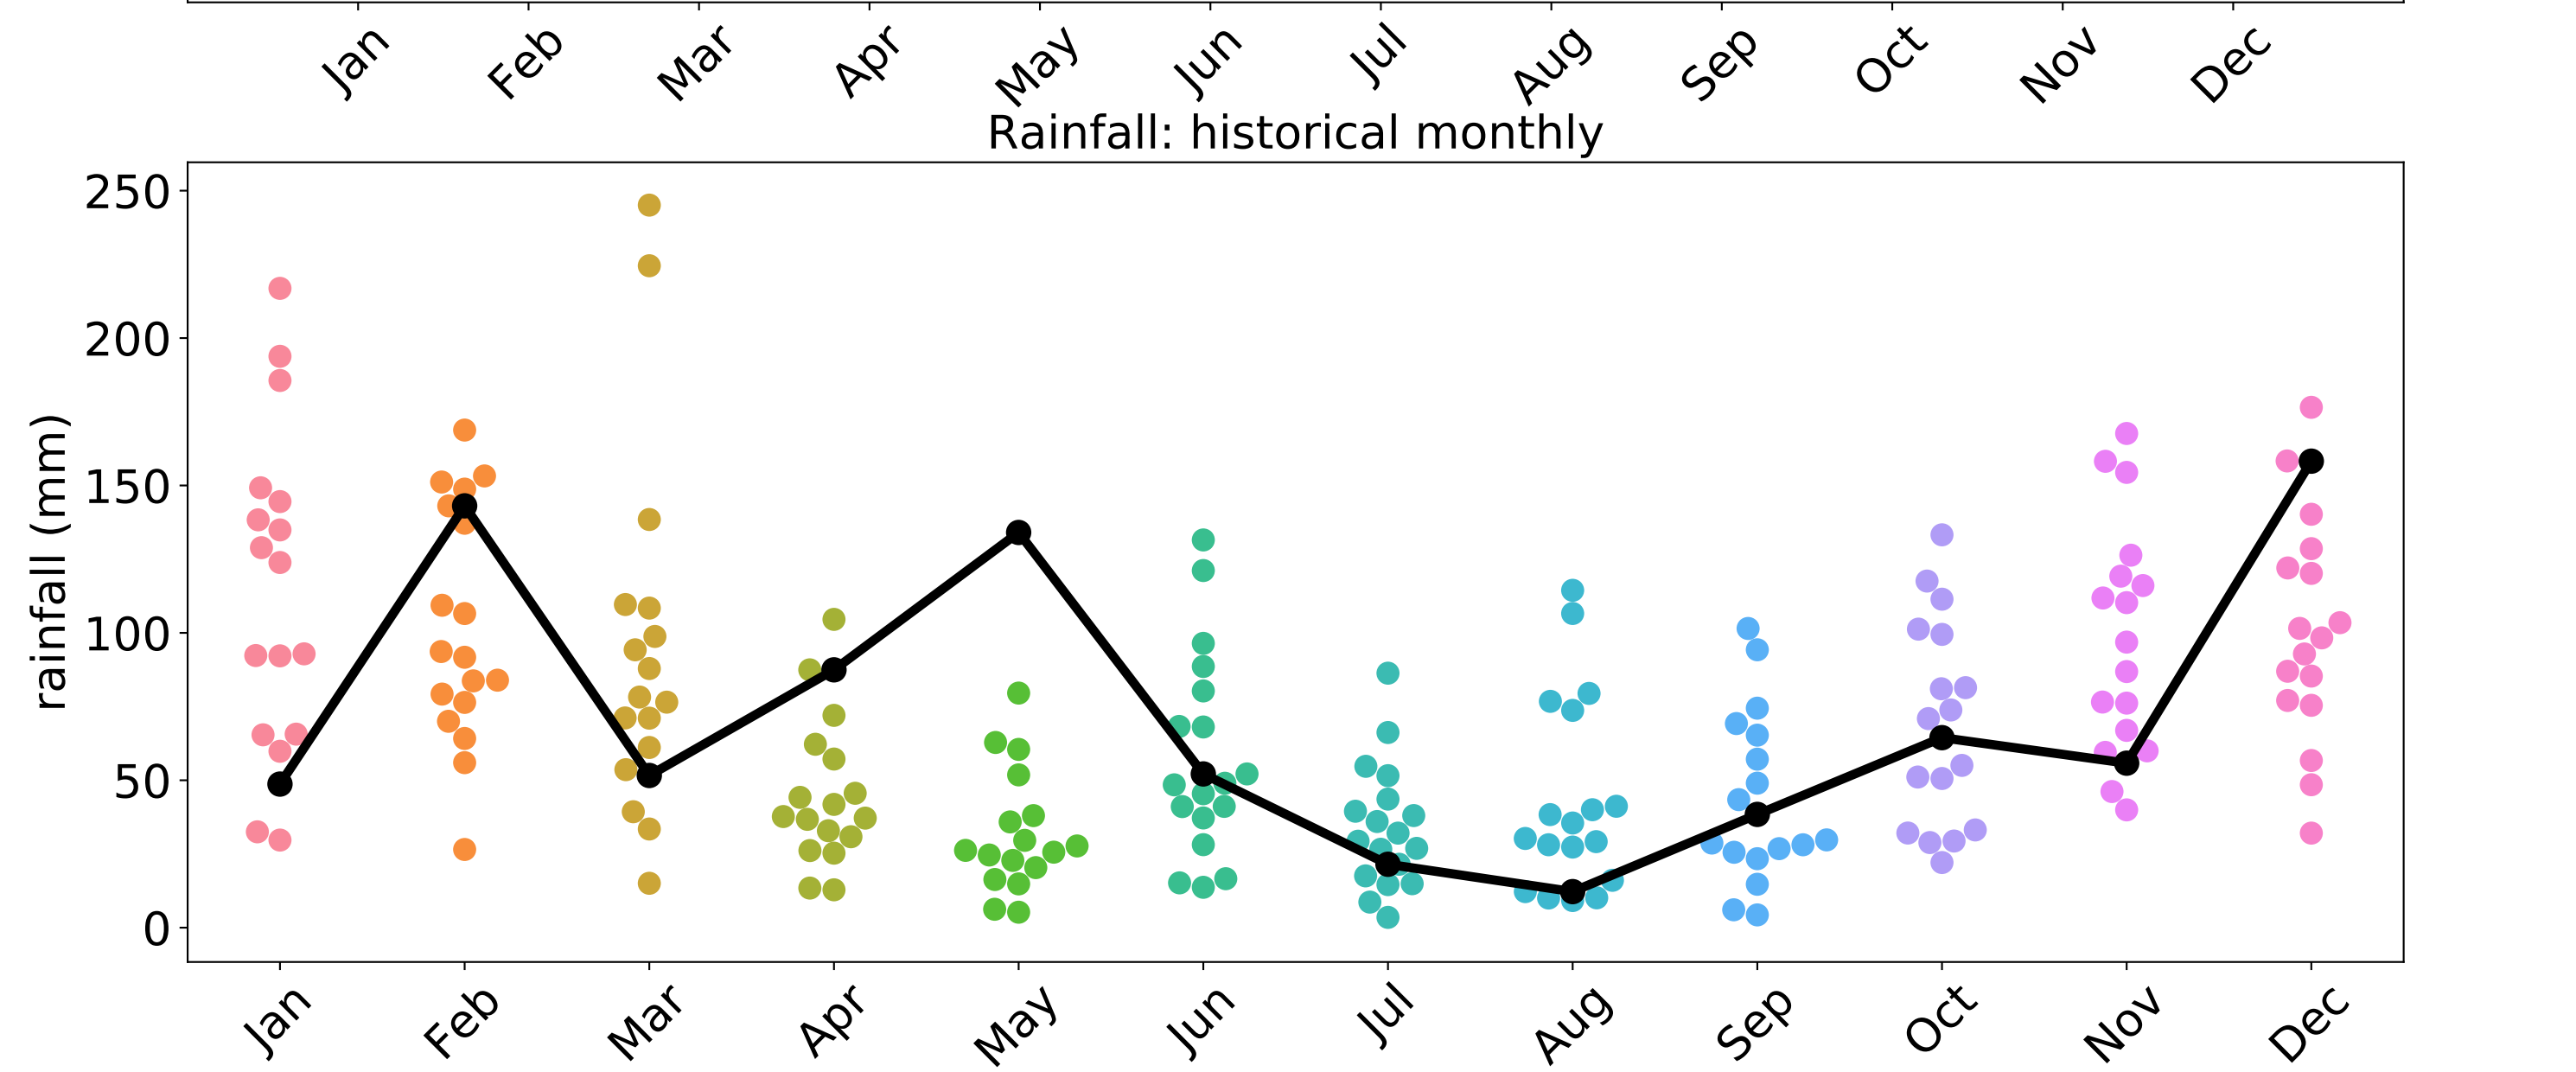 Jan Feb Mar Apr May Jun Jul Aug Sep Oct Nov Dec
Rainfall: historical monthly
250
200
150
100
50
0
rainfall (mm)
Jan Feb Mar Apr May Jun Jul Aug Sep Oct Nov Dec